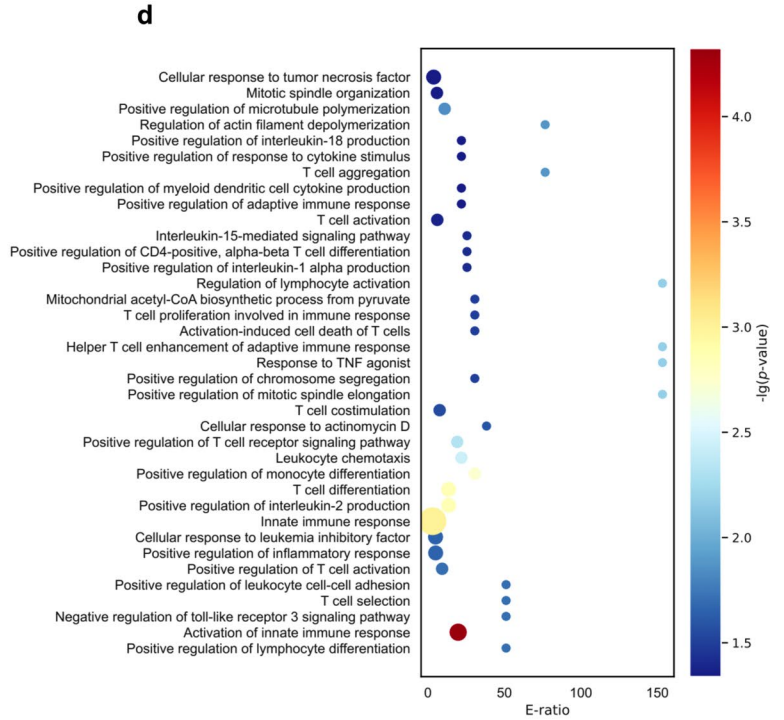 d
Cellular response to tumor necrosis factor
Mitotic spindle organization
Positive regulation of microtubule polymerization
Regulation of actin filament depolymerization
Positive regulation of interleukin-18 production
Positive regulation of response to cytokine stimulus
T cell aggregation
Positive regulation of myeloid dendritic cell cytokine production
Positive regulation of adaptive immune response
T cell activation
Interleukin-15-mediated signaling pathway
Positive regulation of CD4-positive, alpha-beta T cell differentiation
Positive regulation of interleukin-1 alpha production
Regulation of lymphocyte activation
Mitochondrial acetyl-CoA biosynthetic process from pyruvate
T cell proliferation involved in immune response
Activation-induced cell death of T cells
Helper T cell enhancement of adaptive immune response
Response to TNF agonist
Positive regulation of chromosome segregation
Positive regulation of mitotic spindle elongation
T cell costimulation
Cellular response to actinomycin D
Positive regulation of T cell receptor signaling pathway
Leukocyte chemotaxis
Positive regulation of monocyte differentiation
T cell differentiation
Positive regulation of interleukin-2 production
Innate immune response
Cellular response to leukemia inhibitory factor
Positive regulation of inflammatory response
Positive regulation of T cell activation
Positive regulation of leukocyte cell-cell adhesion
T cell selection
Negative regulation of toll-like receptor 3 signaling pathway
Activation of innate immune response
Positive regulation of lymphocyte differentiation
0 50 100 150
E-ratio
4.0
3.5
3.0
2.5
2.0
1.5
-lg(p-value)